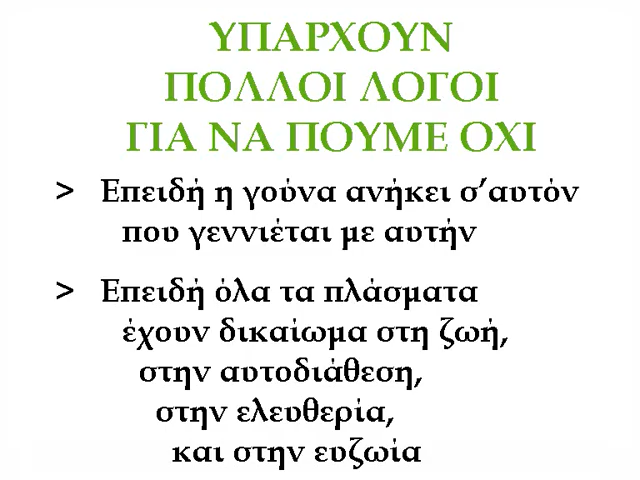 ΥΠΑΡΧΟΥΝ
ΠΟΛΛΟΙ ΛΟΓΟΙ
ΓΙΑ ΝΑ ΠΟΥΜΕ ΟΧΙ
> Επειδή η γούνα ανήκει σ’αυτόν
που γεννιέται με αυτήν
> Επειδή όλα τα πλάσματα
έχουν δικαίωμα στη ζωή,
στην αυτοδιάθεση,
στην ελευθερία,
και στην ευζωία